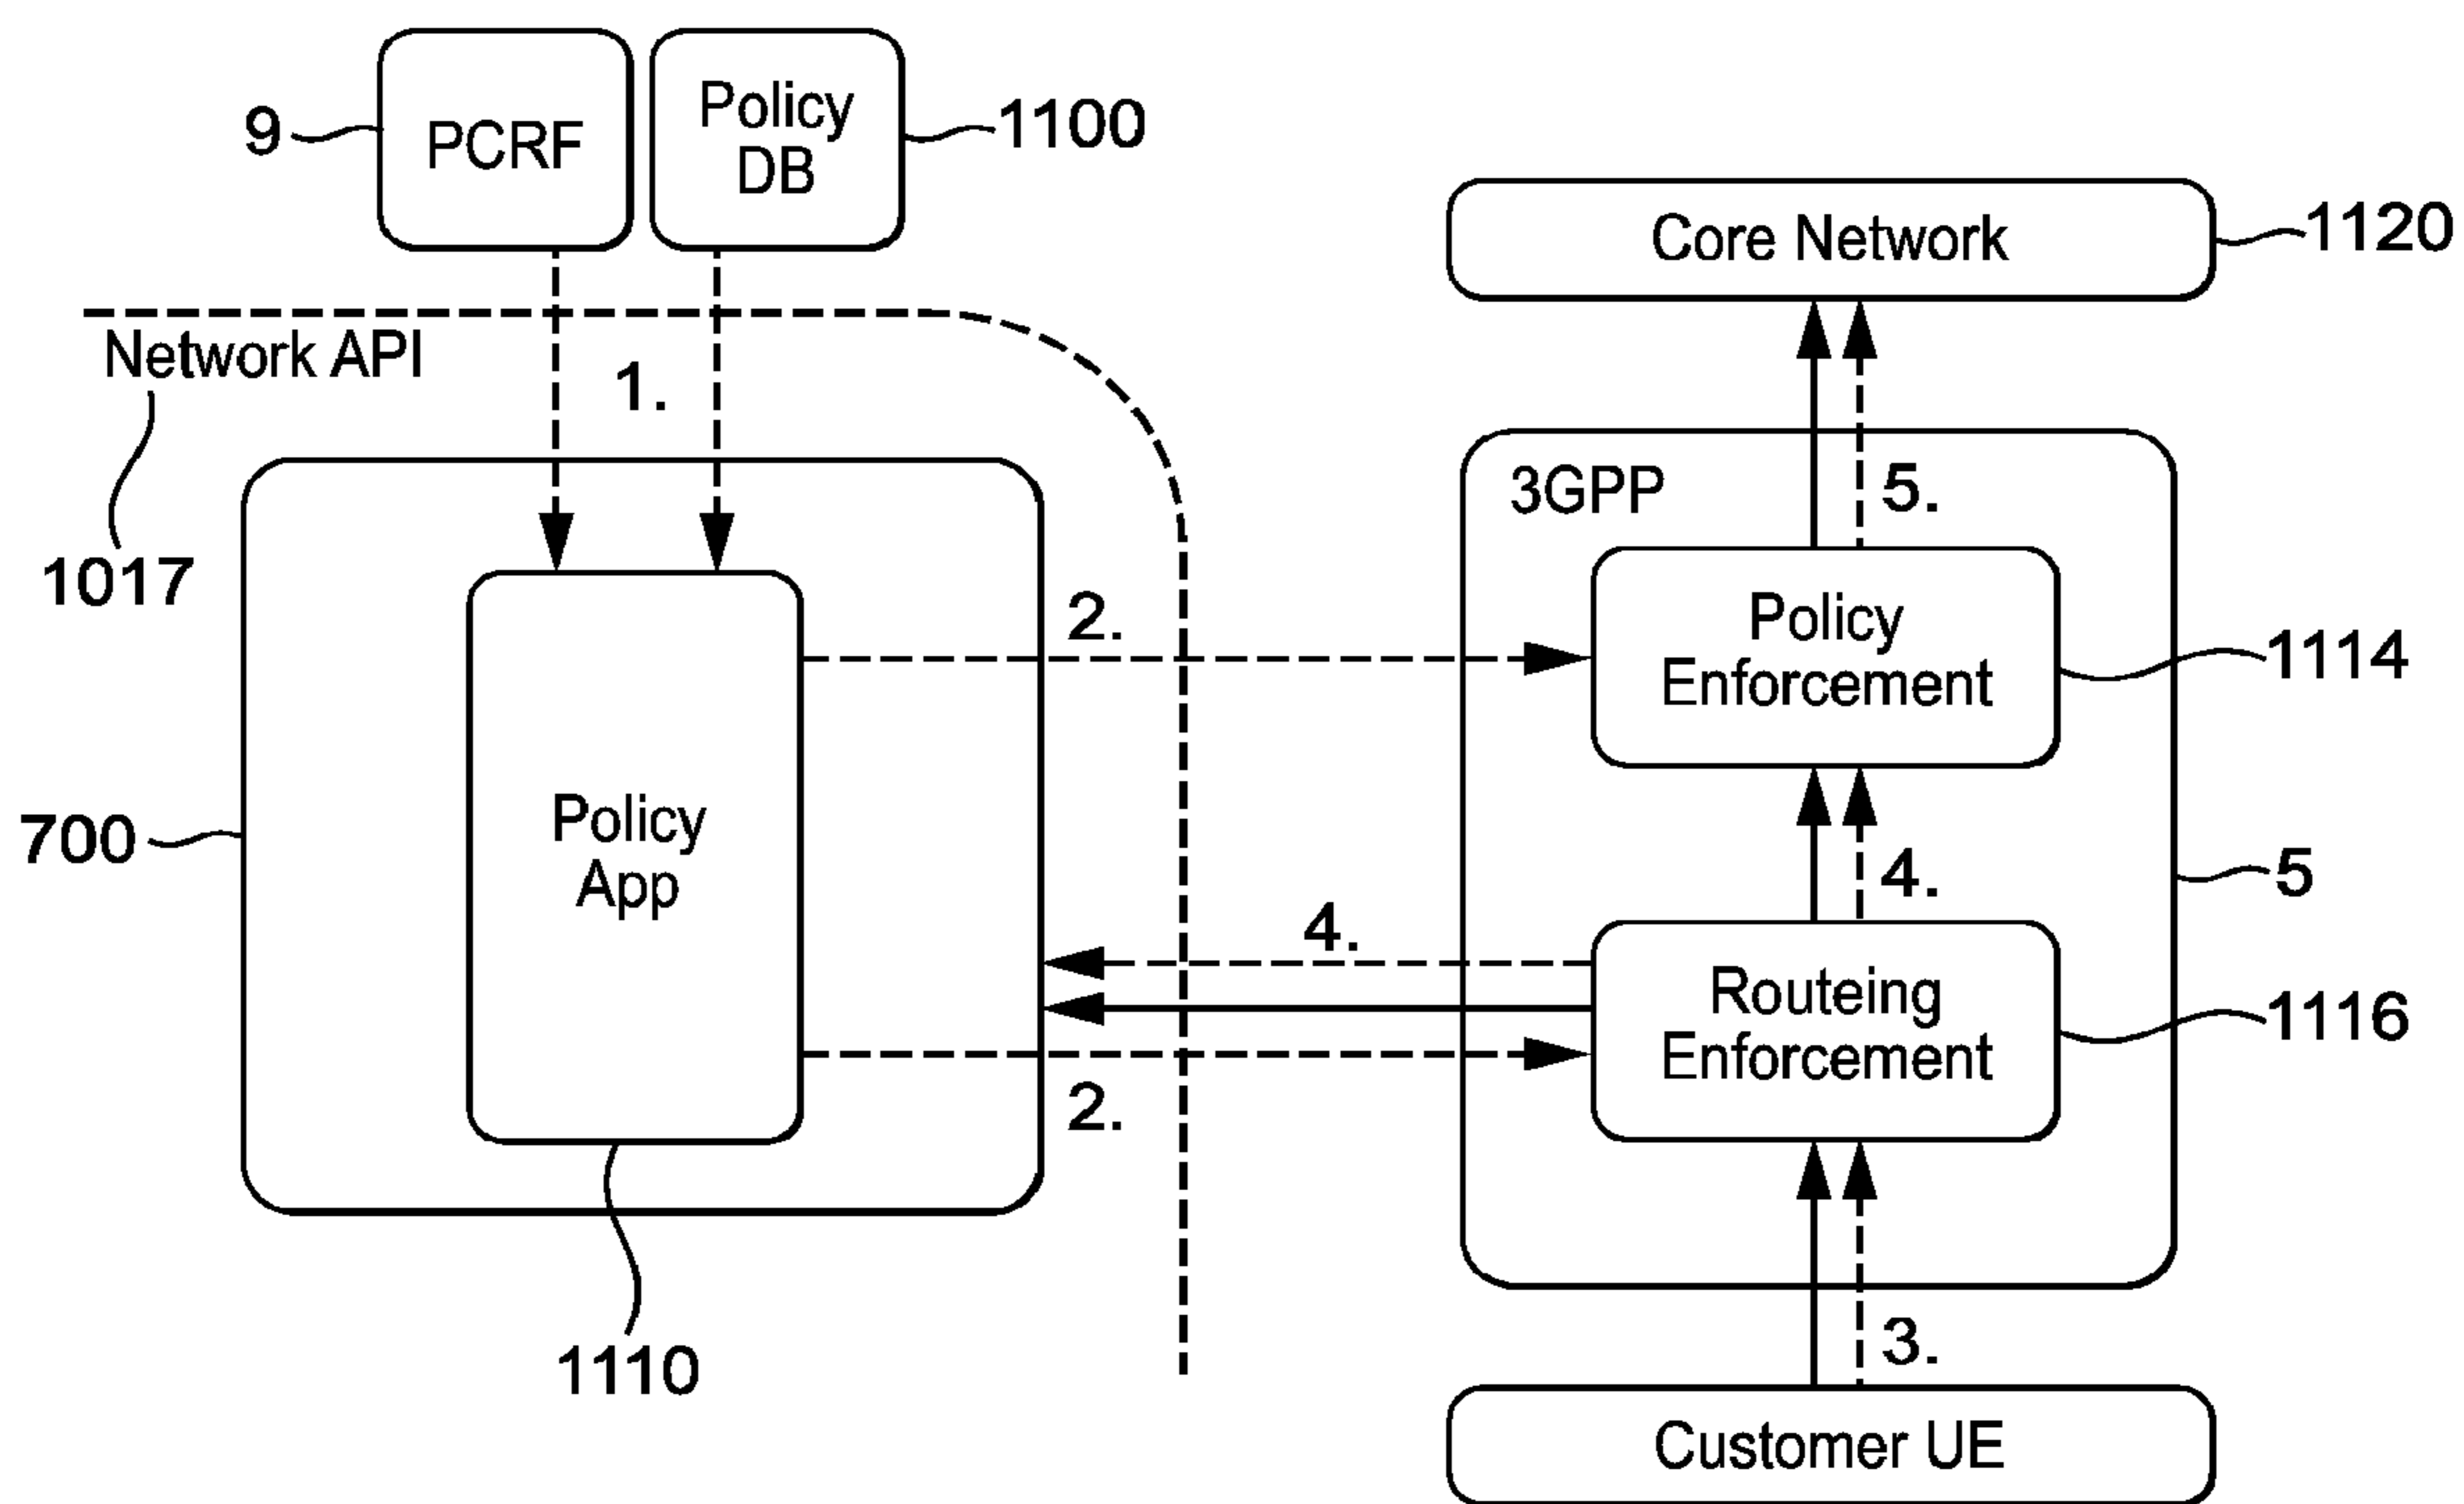 9
PCRF
Policy
DB
1100
Core Network
1120
Network API
1.
1017
3GPP
5.
2.
Policy
Enforcement
1114
700
Policy
App
4.
5
4.
Routeing
Enforcement
1116
2.
3.
1110
Customer UE